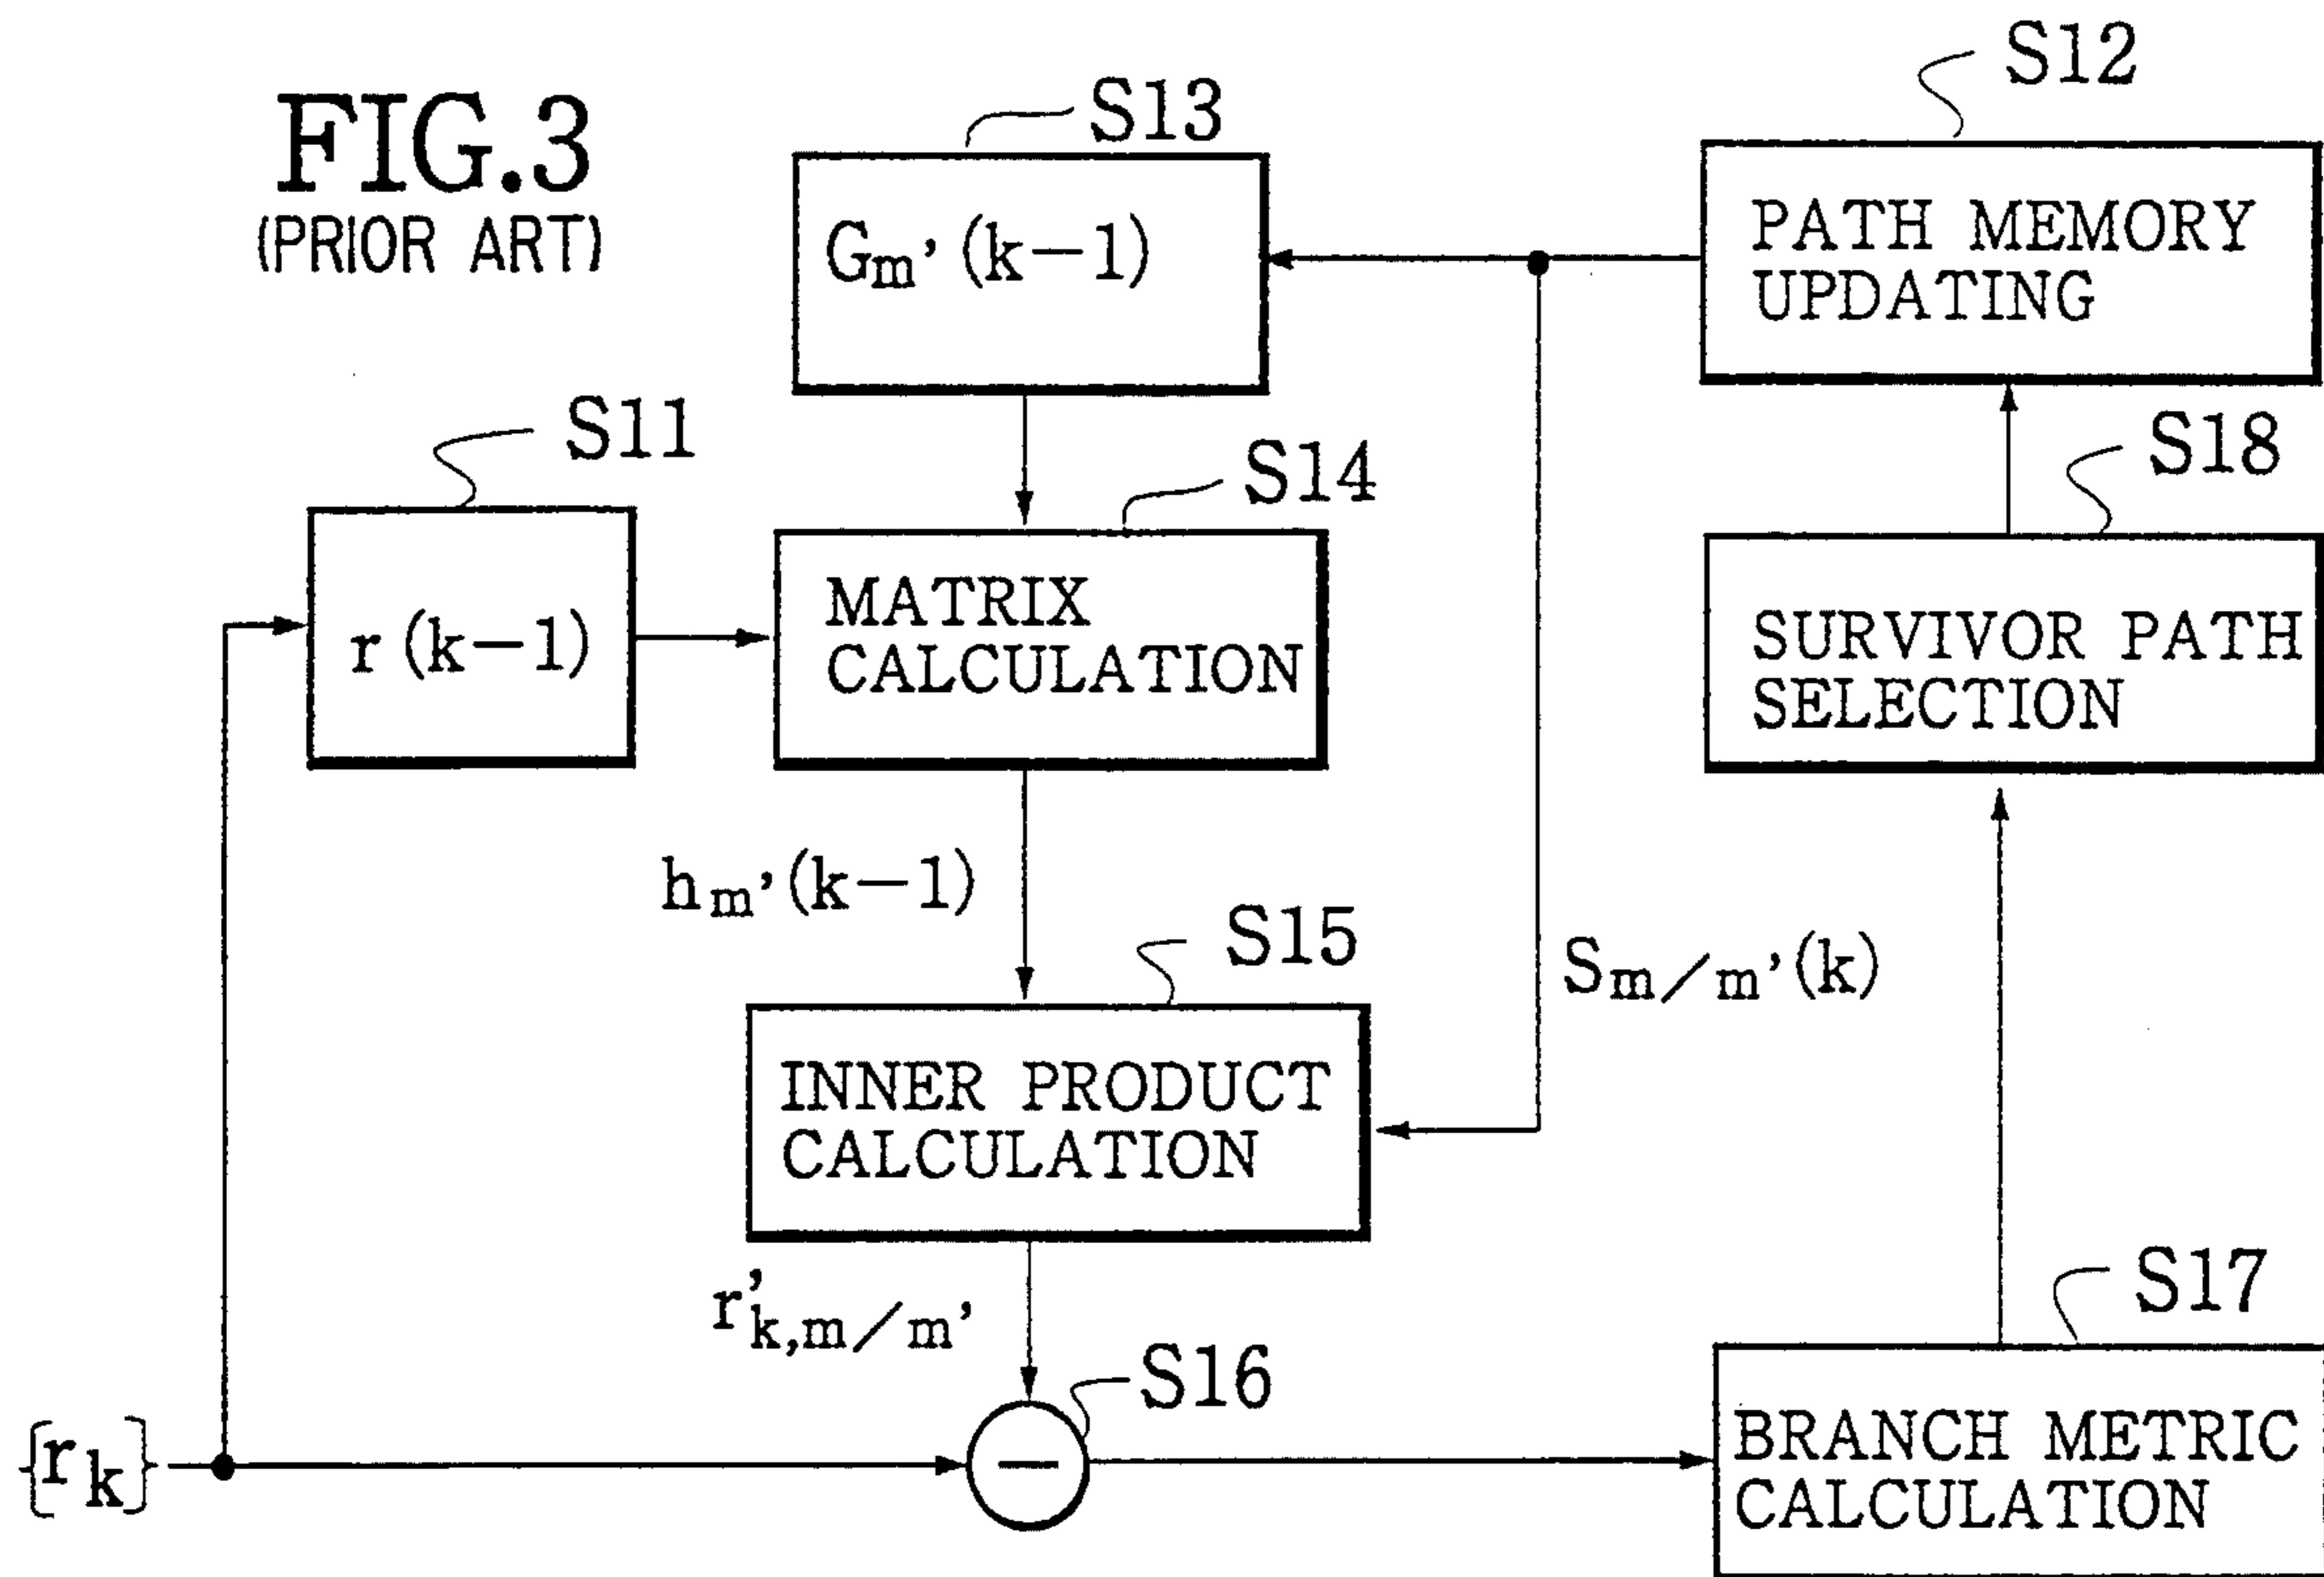 FIG.3
(PRIOR ART)
S13
S12
Gm'(k−1)
PATH MEMORY
UPDATING
S11
S14
S18
r(k−1)
MATRIX
CALCULATION
SURVIVOR PATH
SELECTION
hm'(k−1)
S15
Sm/m'(k)
INNER PRODUCT
CALCULATION
r'k,m/m'
S16
S17
{rk}
−
BRANCH METRIC
CALCULATION